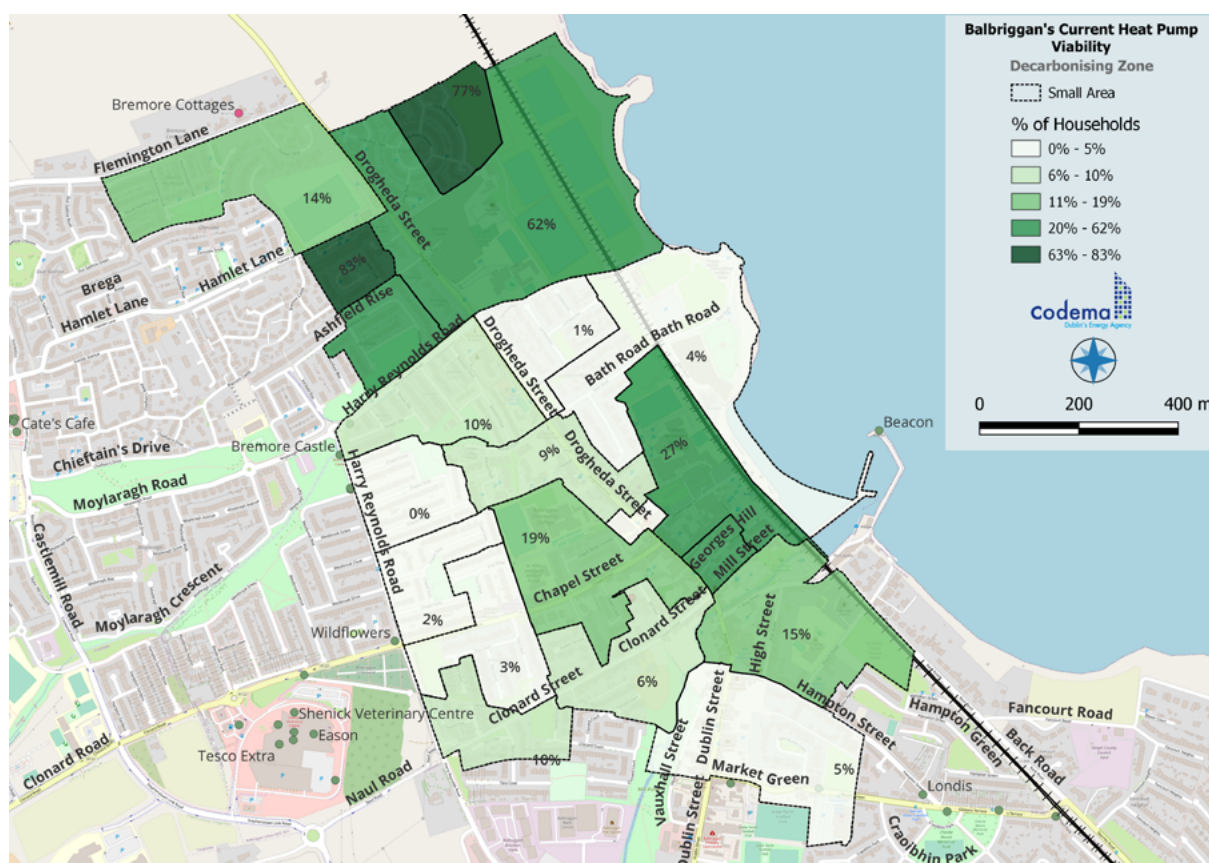 Balbriggan's Current Heat Pump
Viability
Decarbonising Zone
Small Area
% of Households
0% - 5%
6% - 10%
11% - 19%
20% - 62%
63% - 83%
codema
Dublin's Energy Agency
0
200
400 m
Bremore Cottages
Flemington Lane
77%
Drogheda Street
14%
62%
83%
Hamlet Lane
Brega
Hamlet Lane
Ashfield Rise
Harry Reynolds Road
Drogheda Street
1%
Bath Road
Bath Road
4%
Cate's Cafe
Chieftain's Drive
Bremore Castle
10%
9%
Drogheda Street
27%
Beacon
Moylaragh Road
Harry Reynolds Road
0%
19%
Georges Hill
Mill Street
Castlemill Road
Chapel Street
Moylaragh Crescent
Wildflowers
2%
Clonard Street
High Street
15%
3%
6%
Clonard Street
Hampton Street
Hampton Green
Fancourt Road
Back Road
Shenick Veterinary Centre
Eason
Tesco Extra
Clonard Road
Naul Road
10%
Vauxhall Street
Dublin Street
Market Green
5%
Londis
Dublin Street
Craoibhin Park